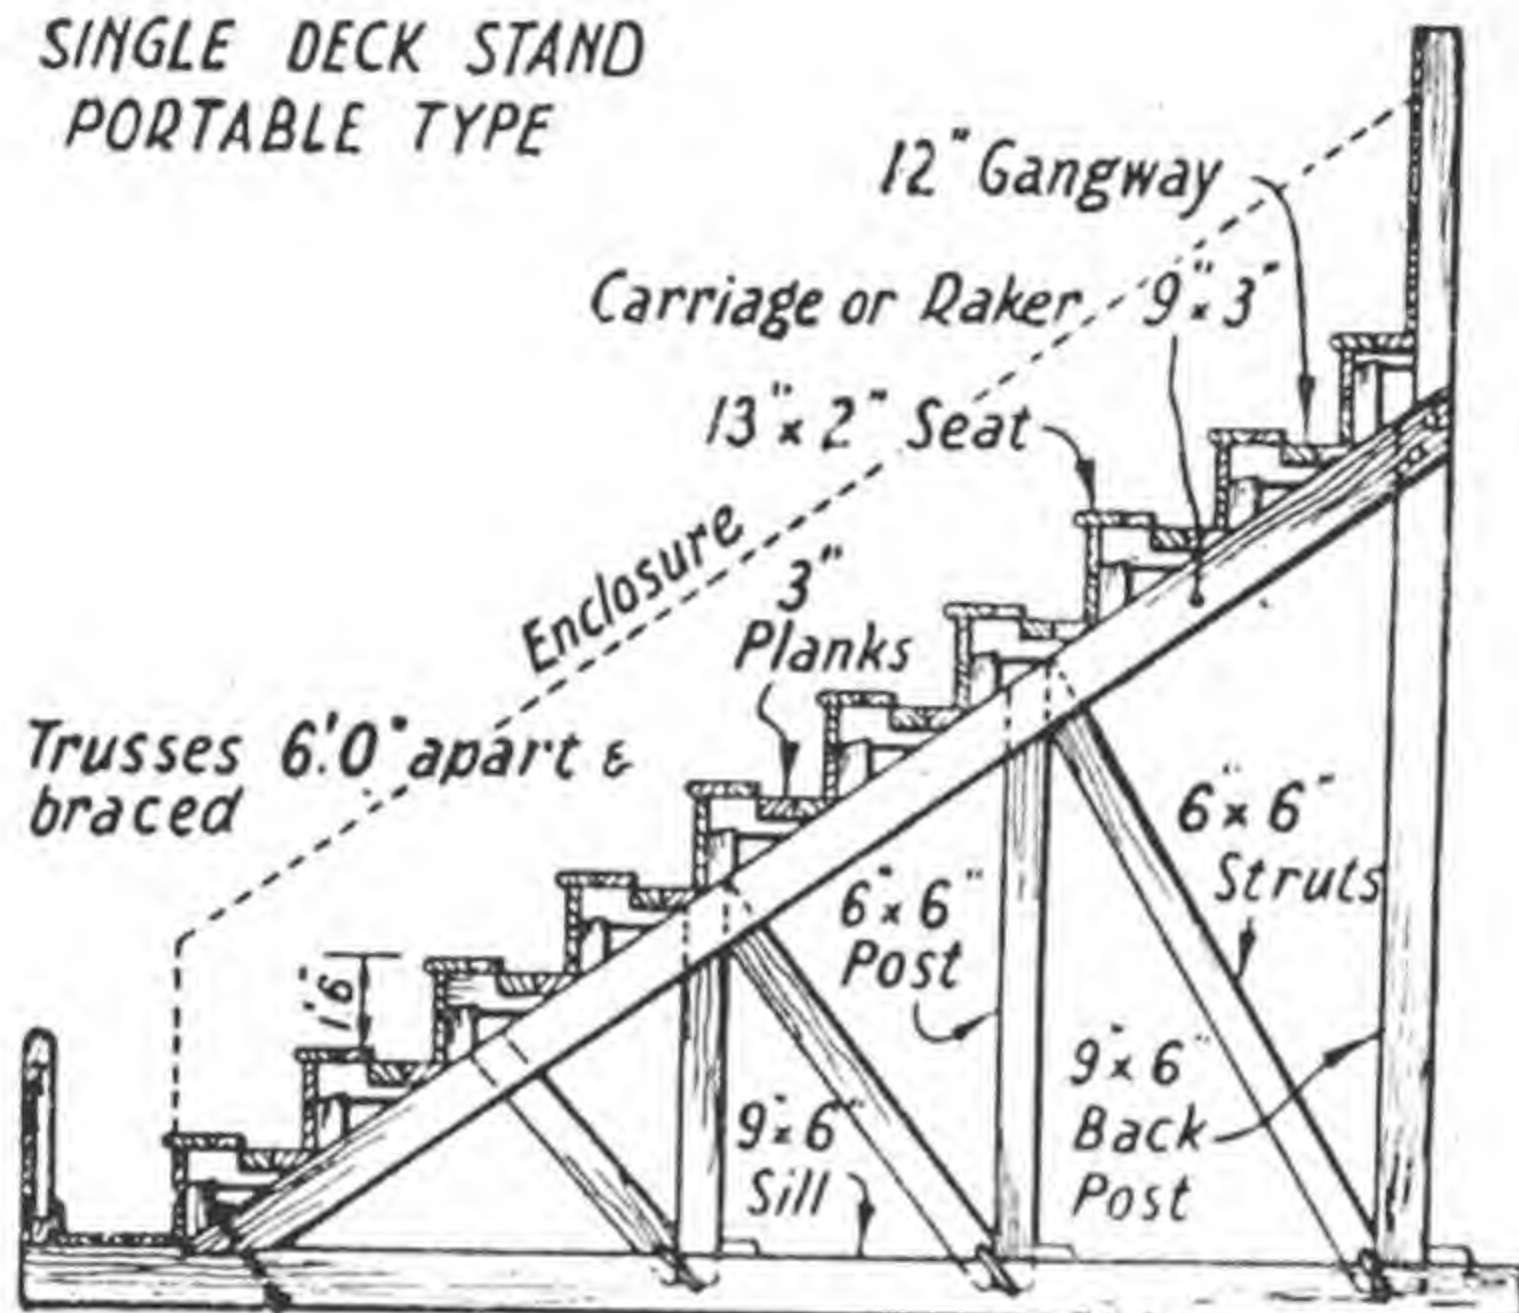 SINGLE DECK STAND
PORTABLE TYPE
12" Gangway
Carriage or Raker 9" x 3"
13" x 2" Seat
Enclosure
3"
Planks
Trusses 6'.0" apart &
braced
6" x 6"
Struts
6" x 6"
Post
1'.6"
9" x 6"
Sill
9" x 6"
Back
Post